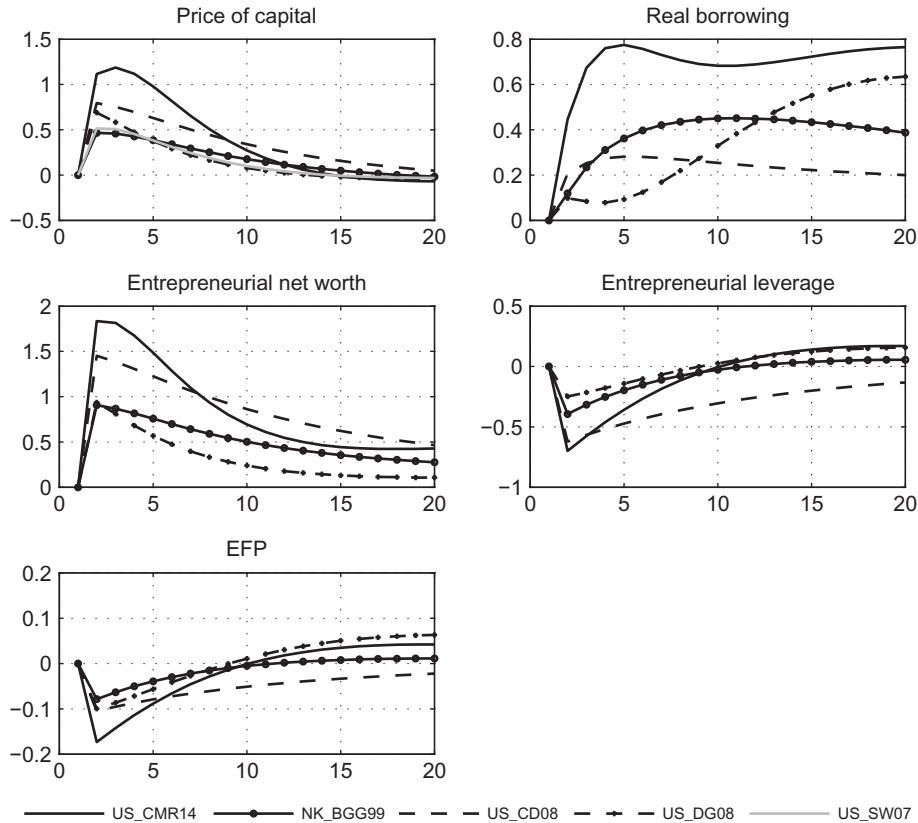 Price of capital
1.5
1
0.5
0
−0.5
0 5 10 15 20
Real borrowing
0.8
0.6
0.4
0.2
0
0 5 10 15 20
Entrepreneurial net worth
2
1.5
1
0.5
0
0 5 10 15 20
Entrepreneurial leverage
0.5
0
−0.5
−1
0 5 10 15 20
EFP
0.2
0.1
0
−0.1
−0.2
0 5 10 15 20
US_CMR14 NK_BGG99 US_CD08 US_DG08 US_SW07